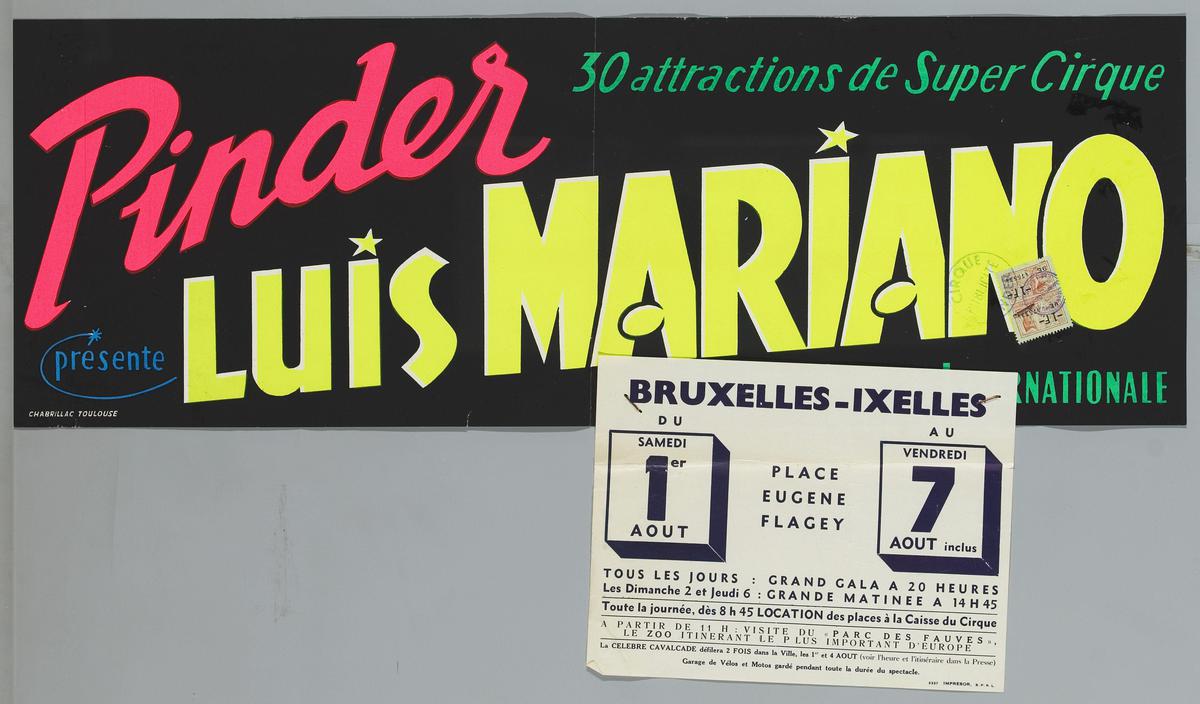 Pinder
30 attractions de Super Cirque
présente
LUIS MARIANO
CIRQUE
RNATIONALE
CHABRILLAC TOULOUSE
BRUXELLES-IXELLES
DU
SAMEDI
1er
AOUT
PLACE
EUGENE
FLAGEY
AU
VENDREDI
7
AOUT inclus
TOUS LES JOURS : GRAND GALA A 20 HEURES
Les Dimanche 2 et Jeudi 6 : GRANDE MATINEE A 14 H 45
Toute la journée, dès 8 h 45 LOCATION des places à la Caisse du Cirque
A PARTIR DE 11 H : VISITE DU « PARC DES FAUVES »,
LE ZOO ITINERANT LE PLUS IMPORTANT D'EUROPE
La CELEBRE CAVALCADE défilera 2 FOIS dans la Ville, les 1er et 4 AOUT (voir l'heure et l'itinéraire dans la Presse)
Garage de Vélos et Motos gardé pendant toute la durée du spectacle.
IMPRESOR, S.P.R.L.